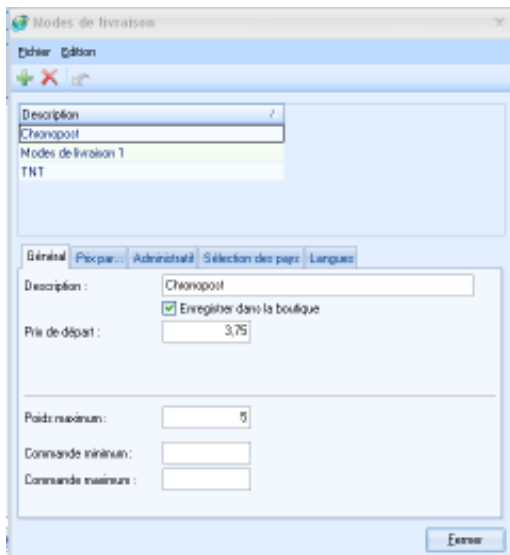 Modes de livraison
Fichier Edition
Description
Chronopost
Modes de livraison 1
TNT
Général Prix par... Administratif Sélection des pays Langues
Description : Chronopost
Enregistrer dans la boutique
Prix de départ : 3,75
Poids maximum : 5
Commande minimum :
Commande maximum :
Fermer